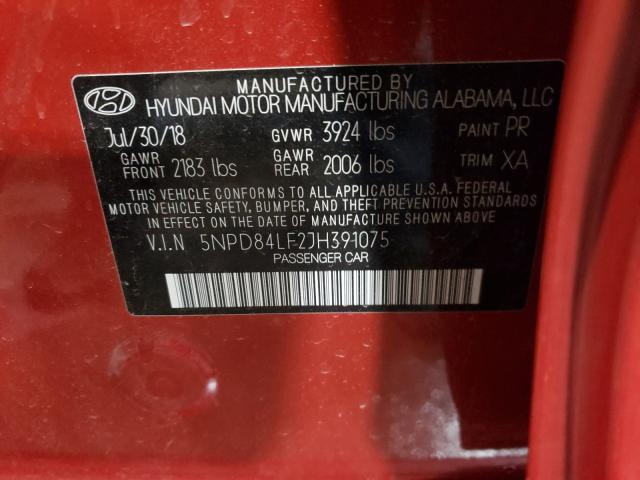 MANUFACTURED BY
HYUNDAI MOTOR MANUFACTURING ALABAMA, LLC
Jul/30/18 GVWR 3924 lbs PAINT PR
GAWR FRONT 2183 lbs GAWR REAR 2006 lbs TRIM XA
THIS VEHICLE CONFORMS TO ALL APPLICABLE U.S.A. FEDERAL
MOTOR VEHICLE SAFETY, BUMPER, AND THEFT PREVENTION STANDARDS
IN EFFECT ON THE DATE OF MANUFACTURE SHOWN ABOVE.
V.I.N 5NPD84LF2JH391075
PASSENGER CAR